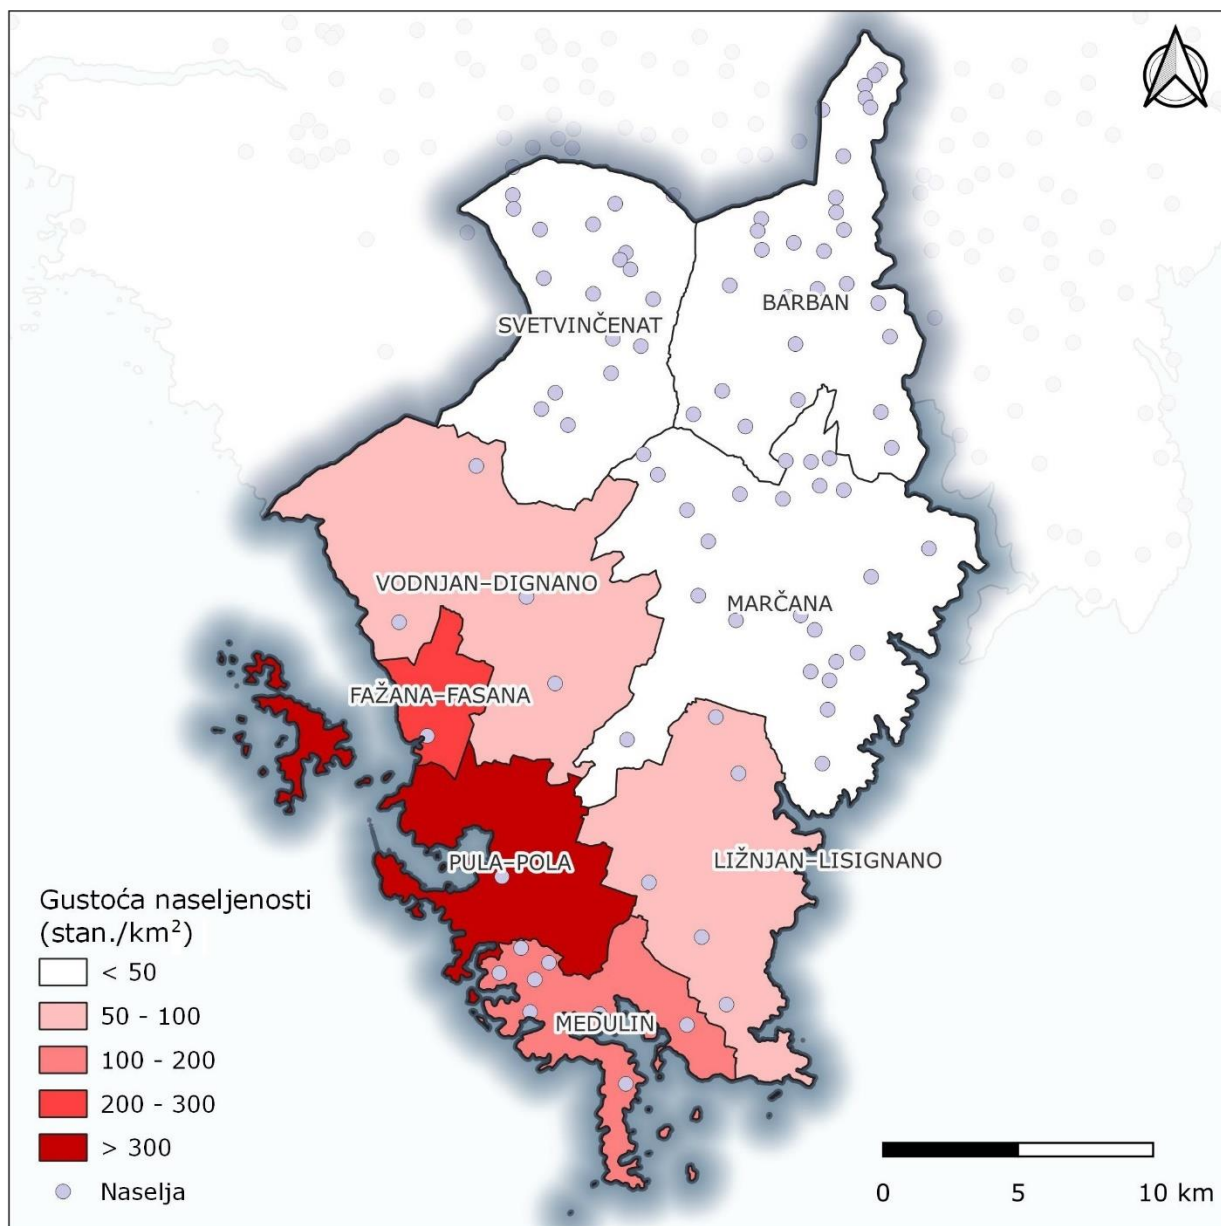 BARBAN
SVETVINČENAT
VODNJAN–DIGNANO
MARČANA
FAŽANA–FASANA
PULA–POLA
LIŽNJAN–LISIGNANO
MEDULIN
Gustoća naseljenosti
(stan./km²)
< 50
50 - 100
100 - 200
200 - 300
> 300
Naselja
0 5 10 km